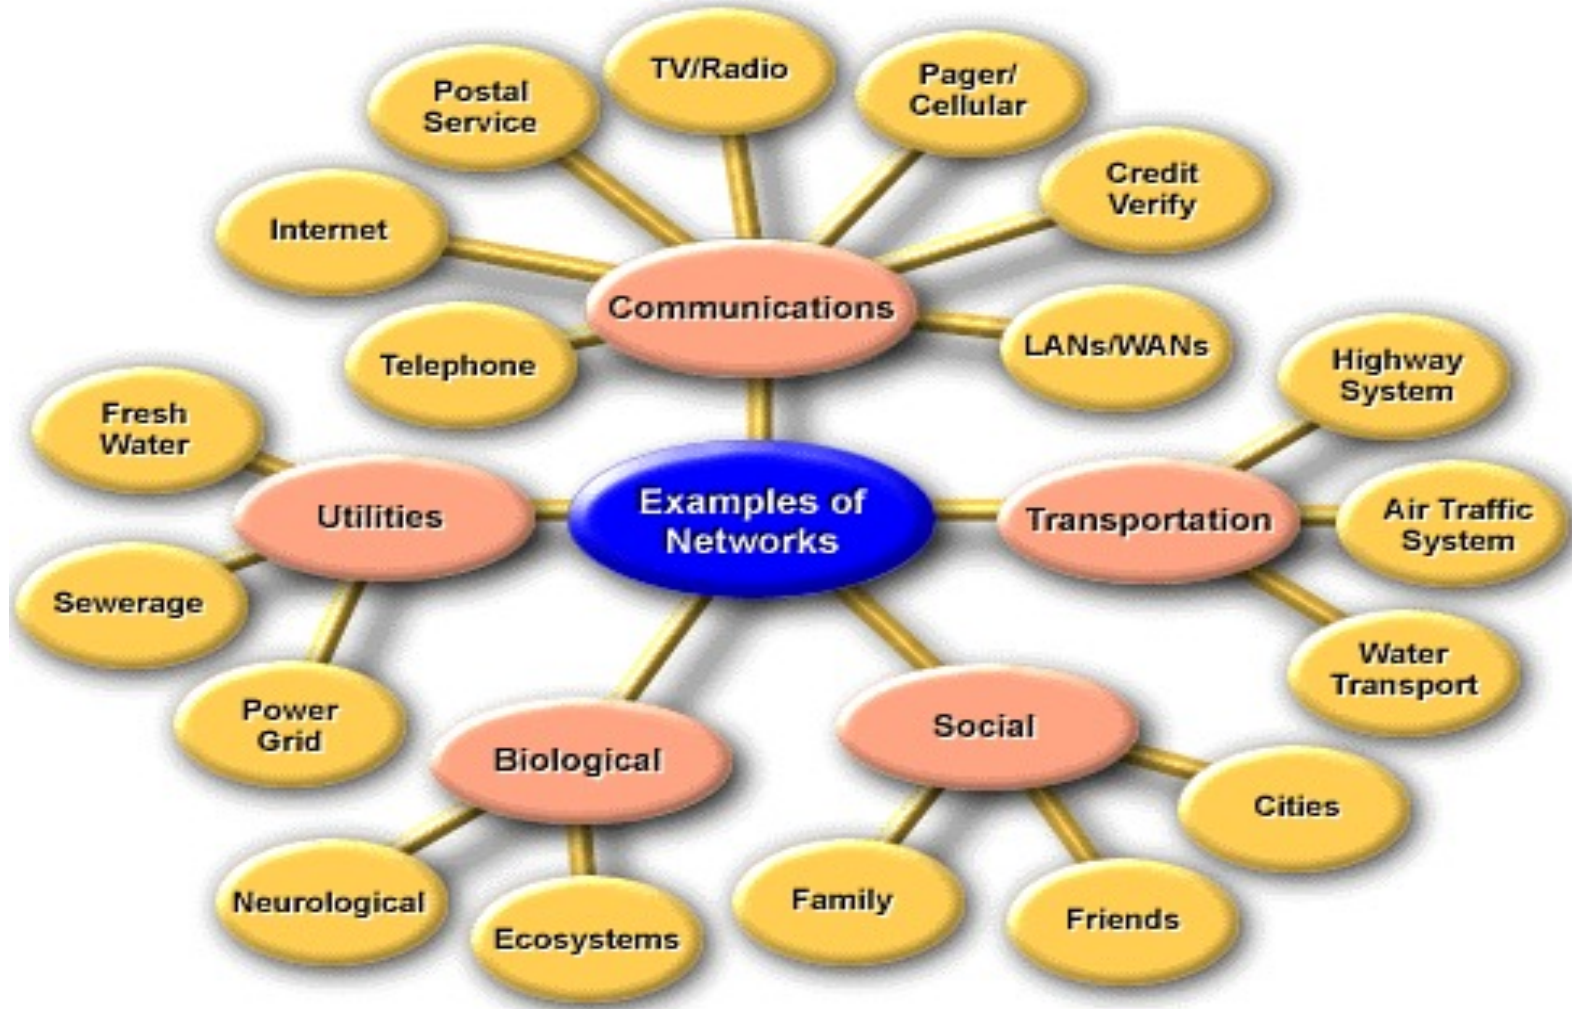 TV/Radio
Pager/
Cellular
Postal
Service
Credit
Verify
Internet
Communications
LANs/WANs
Telephone
Highway
System
Fresh
Water
Utilities
Examples of
Networks
Transportation
Air Traffic
System
Sewerage
Water
Transport
Power
Grid
Biological
Social
Cities
Neurological
Ecosystems
Family
Friends